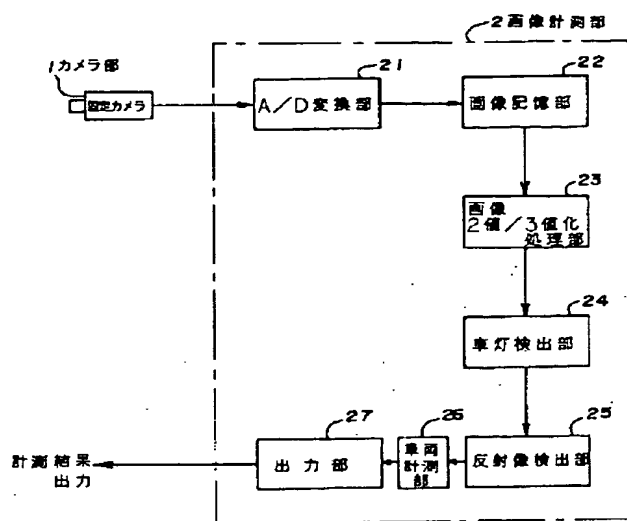 2画像計測部
1カメラ部
固定カメラ
21
A/D変換部
22
画像記憶部
23
画像
2値/3値化
処理部
24
車灯検出部
25
反射像検出部
26
車両
計測
部
27
出力部
計測結果
出力